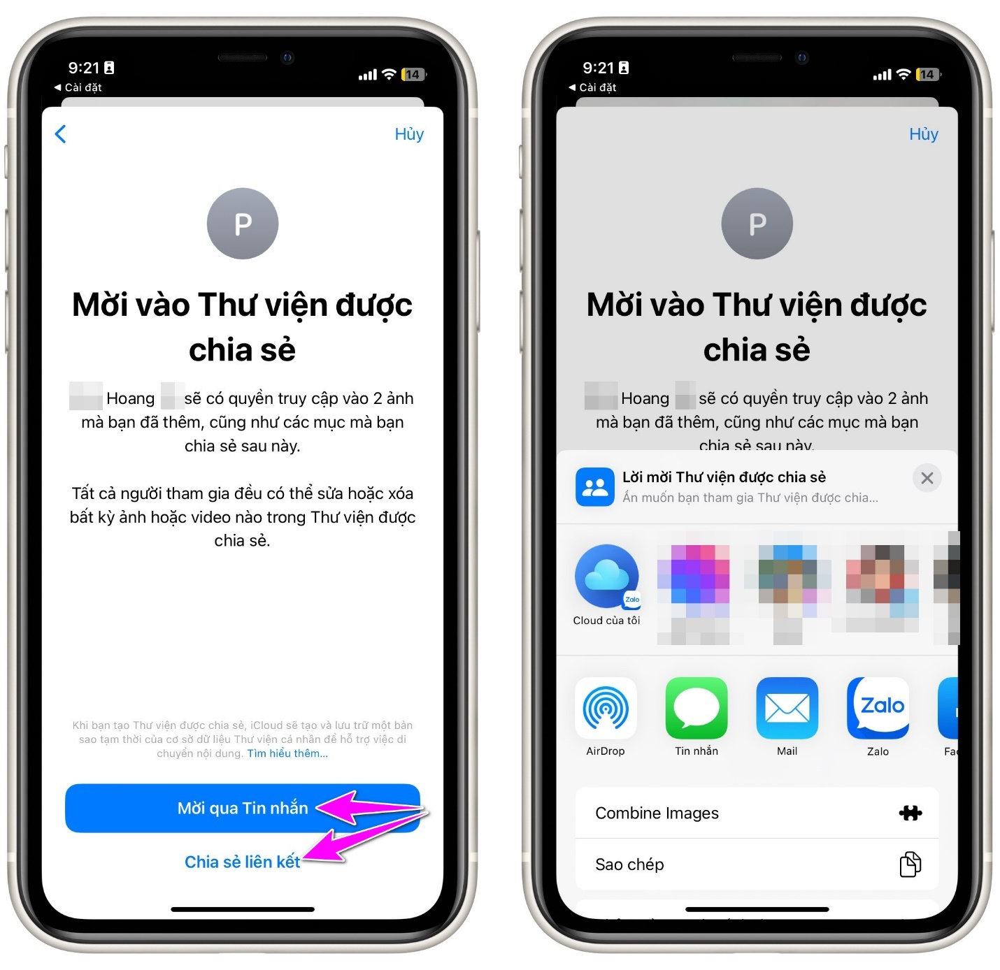 9:21
14
Cài đặt
Hủy
P
Mời vào Thư viện được
chia sẻ
Hoang sẽ có quyền truy cập vào 2 ảnh
mà bạn đã thêm, cũng như các mục mà bạn
chia sẻ sau này.
Tất cả người tham gia đều có thể sửa hoặc xóa
bất kỳ ảnh hoặc video nào trong Thư viện được
chia sẻ.
Khi bạn tạo Thư viện được chia sẻ, iCloud sẽ tạo và lưu trữ một bản
sao tạm thời của cơ sở dữ liệu Thư viện cá nhân để hỗ trợ việc di
chuyển nội dung. Tìm hiểu thêm...
Mời qua Tin nhắn
Chia sẻ liên kết
9:21
14
Cài đặt
Hủy
P
Mời vào Thư viện được
chia sẻ
Hoang sẽ có quyền truy cập vào 2 ảnh
mà bạn đã thêm, cũng như các mục mà bạn
chia sẻ sau này.
Lời mời Thư viện được chia sẻ
Ấn muốn bạn tham gia Thư viện được chia...
Zalo
Cloud của tôi
Zalo
AirDrop
Tin nhắn
Mail
Zalo
Fac
Combine Images
Sao chép